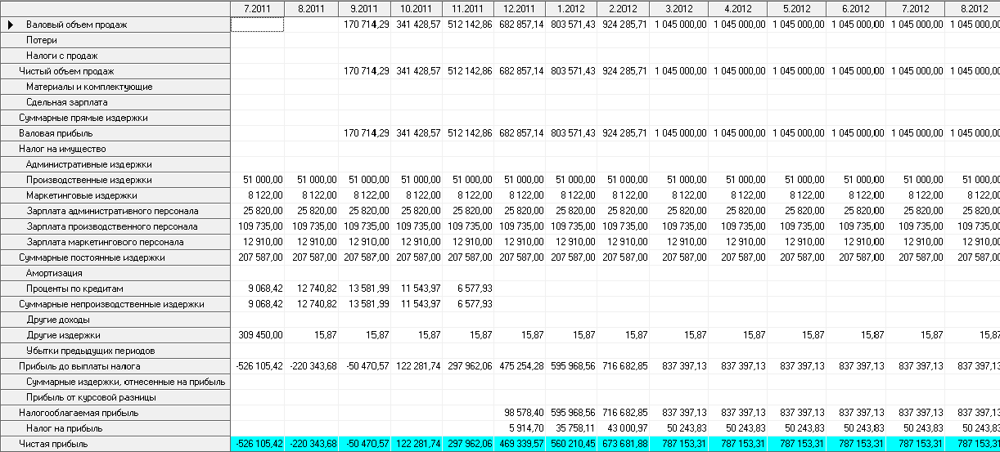 7.2011 8.2011 9.2011 10.2011 11.2011 12.2011 1.2012 2.2012 3.2012 4.2012 5.2012 6.2012 7.2012 8.2012
Валовый объем продаж 170 714,29 341 428,57 512 142,86 682 857,14 803 571,43 924 285,71 1 045 000,00 1 045 000,00 1 045 000,00 1 045 000,00 1 045 000,00 1 045 000,00
Потери
Налоги с продаж
Чистый объем продаж 170 714,29 341 428,57 512 142,86 682 857,14 803 571,43 924 285,71 1 045 000,00 1 045 000,00 1 045 000,00 1 045 000,00 1 045 000,00 1 045 000,00
Материалы и комплектующие
Сдельная зарплата
Суммарные прямые издержки
Валовая прибыль 170 714,29 341 428,57 512 142,86 682 857,14 803 571,43 924 285,71 1 045 000,00 1 045 000,00 1 045 000,00 1 045 000,00 1 045 000,00 1 045 000,00
Налог на имущество
Административные издержки
Производственные издержки 51 000,00 51 000,00 51 000,00 51 000,00 51 000,00 51 000,00 51 000,00 51 000,00 51 000,00 51 000,00 51 000,00 51 000,00 51 000,00 51 000,00
Маркетинговые издержки 8 122,00 8 122,00 8 122,00 8 122,00 8 122,00 8 122,00 8 122,00 8 122,00 8 122,00 8 122,00 8 122,00 8 122,00 8 122,00 8 122,00
Зарплата административного персонала 25 820,00 25 820,00 25 820,00 25 820,00 25 820,00 25 820,00 25 820,00 25 820,00 25 820,00 25 820,00 25 820,00 25 820,00 25 820,00 25 820,00
Зарплата производственного персонала 109 735,00 109 735,00 109 735,00 109 735,00 109 735,00 109 735,00 109 735,00 109 735,00 109 735,00 109 735,00 109 735,00 109 735,00 109 735,00 109 735,00
Зарплата маркетингового персонала 12 910,00 12 910,00 12 910,00 12 910,00 12 910,00 12 910,00 12 910,00 12 910,00 12 910,00 12 910,00 12 910,00 12 910,00 12 910,00 12 910,00
Суммарные постоянные издержки 207 587,00 207 587,00 207 587,00 207 587,00 207 587,00 207 587,00 207 587,00 207 587,00 207 587,00 207 587,00 207 587,00 207 587,00 207 587,00 207 587,00
Амортизация
Проценты по кредитам 9 068,42 12 740,82 13 581,99 11 543,97 6 577,93
Суммарные непроизводственные издержки 9 068,42 12 740,82 13 581,99 11 543,97 6 577,93
Другие доходы
Другие издержки 309 450,00 15,87 15,87 15,87 15,87 15,87 15,87 15,87 15,87 15,87 15,87 15,87 15,87 15,87
Убытки предыдущих периодов
Прибыль до выплаты налога -526 105,42 -220 343,68 -50 470,57 122 281,74 297 962,06 475 254,28 595 968,56 716 682,85 837 397,13 837 397,13 837 397,13 837 397,13 837 397,13 837 397,13
Суммарные издержки, отнесенные на прибыль
Прибыль от курсовой разницы
Налогооблагаемая прибыль 98 578,40 595 968,56 716 682,85 837 397,13 837 397,13 837 397,13 837 397,13 837 397,13 837 397,13
Налог на прибыль 5 914,70 35 758,11 43 000,97 50 243,83 50 243,83 50 243,83 50 243,83 50 243,83 50 243,83
Чистая прибыль -526 105,42 -220 343,68 -50 470,57 122 281,74 297 962,06 469 339,57 560 210,45 673 681,88 787 153,31 787 153,31 787 153,31 787 153,31 787 153,31 787 153,31